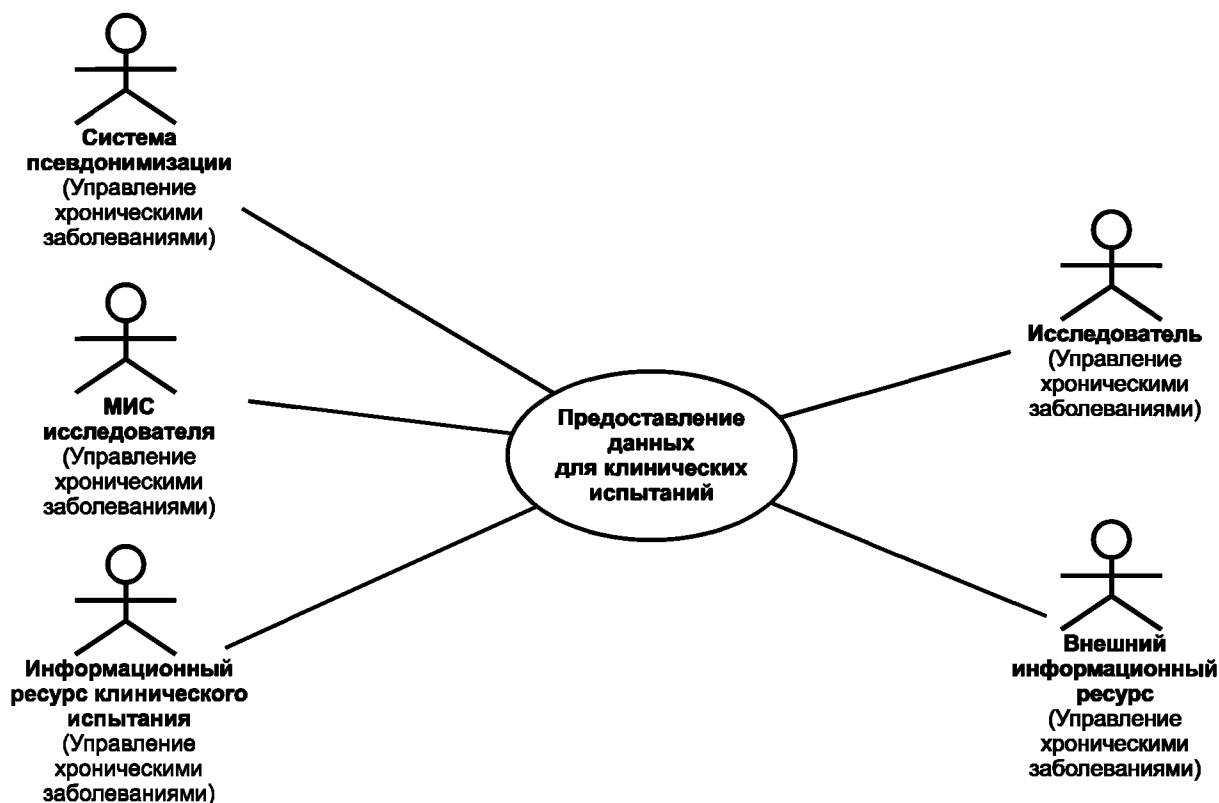 Система
псевдонимизации
(Управление
хроническими
заболеваниями)
МИС
исследователя
(Управление
хроническими
заболеваниями)
Информационный
ресурс клинического
испытания
(Управление
хроническими
заболеваниями)
Предоставление
данных
для клинических
испытаний
Исследователь
(Управление
хроническими
заболеваниями)
Внешний
информационный
ресурс
(Управление
хроническими
заболеваниями)